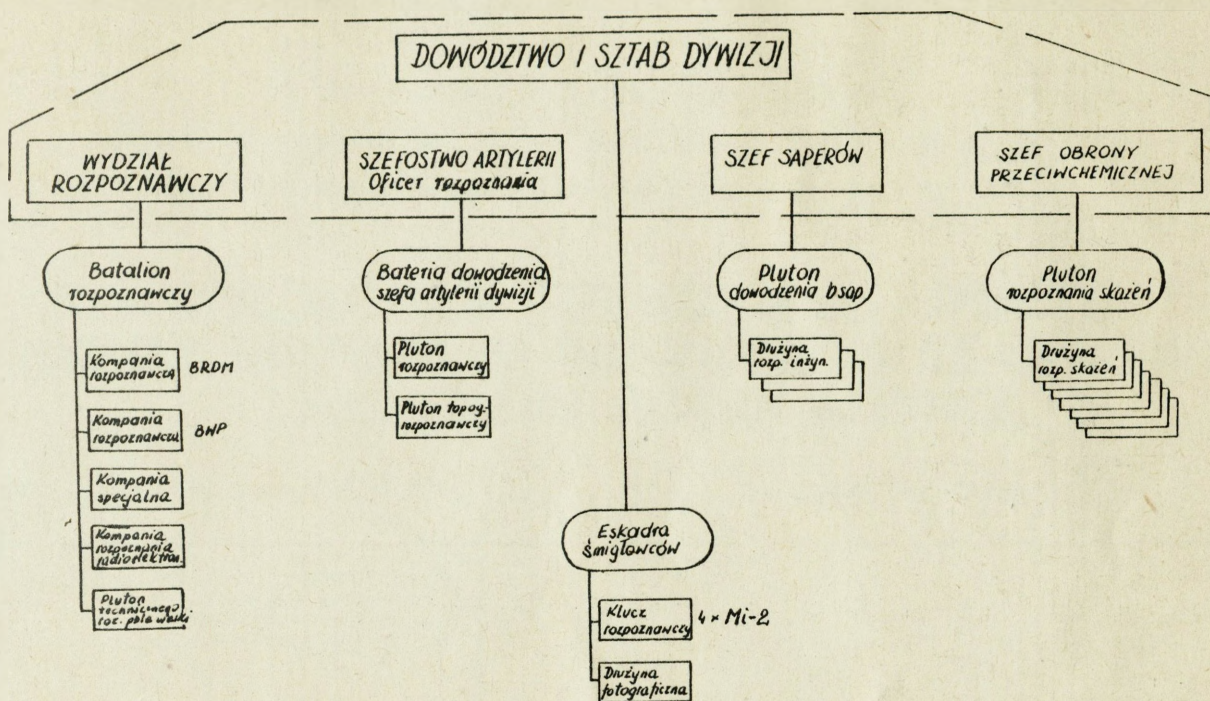 DOWÓDZTWO I SZTAB DYWIZJI
WYDZIAŁ
ROZPOZNAWCZY
SZEFOSTWO ARTYLERII
Oficer rozpoznania
SZEF SAPERÓW
SZEF OBRONY
PRZECIWCHEMICZNEJ
Batalion
rozpoznawczy
Bateria dowodzenia
szefa artylerii dywizji
Pluton
dowodzenia bsap
Pluton
rozpoznania skażeń
Kompania
rozpoznawcza
BRDM
Kompania
rozpoznawcza
BWP
Kompania
specjalna
Kompania
rozpoznania
radioelektron.
Pluton
technicznego
roz. pola walki
Pluton
rozpoznawczy
Pluton topog.-
rozpoznawczy
Drużyna
rozp. inżyn.
Drużyna
rozp. skażeń
Eskadra
śmigłowców
Klucz
rozpoznawczy
4 x Mi-2
Drużyna
fotograficzna